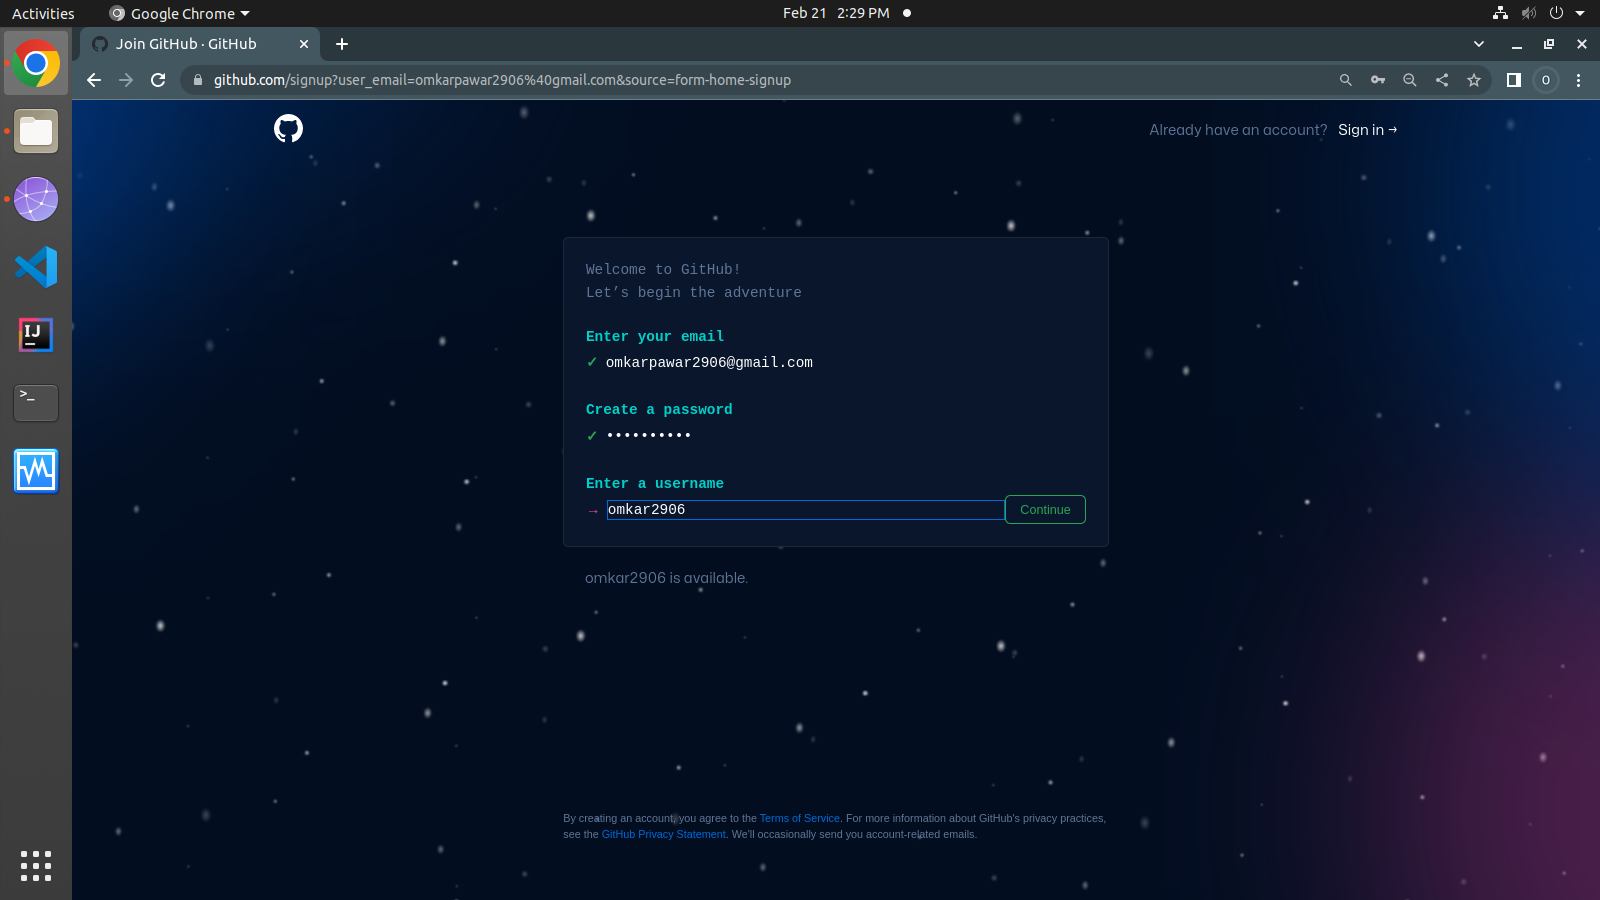 Activities
Google Chrome
Feb 21 2:29 PM
Join GitHub · GitHub
github.com/signup?user_email=omkarpawar2906%40gmail.com&source=form-home-signup
O
Already have an account? Sign in →
Welcome to GitHub!
Let’s begin the adventure
Enter your email
✓ omkarpawar2906@gmail.com
Create a password
✓ ••••••••••
Enter a username
→ omkar2906
Continue
omkar2906 is available.
By creating an account, you agree to the Terms of Service. For more information about GitHub's privacy practices,
see the GitHub Privacy Statement. We'll occasionally send you account-related emails.
IJ
>_